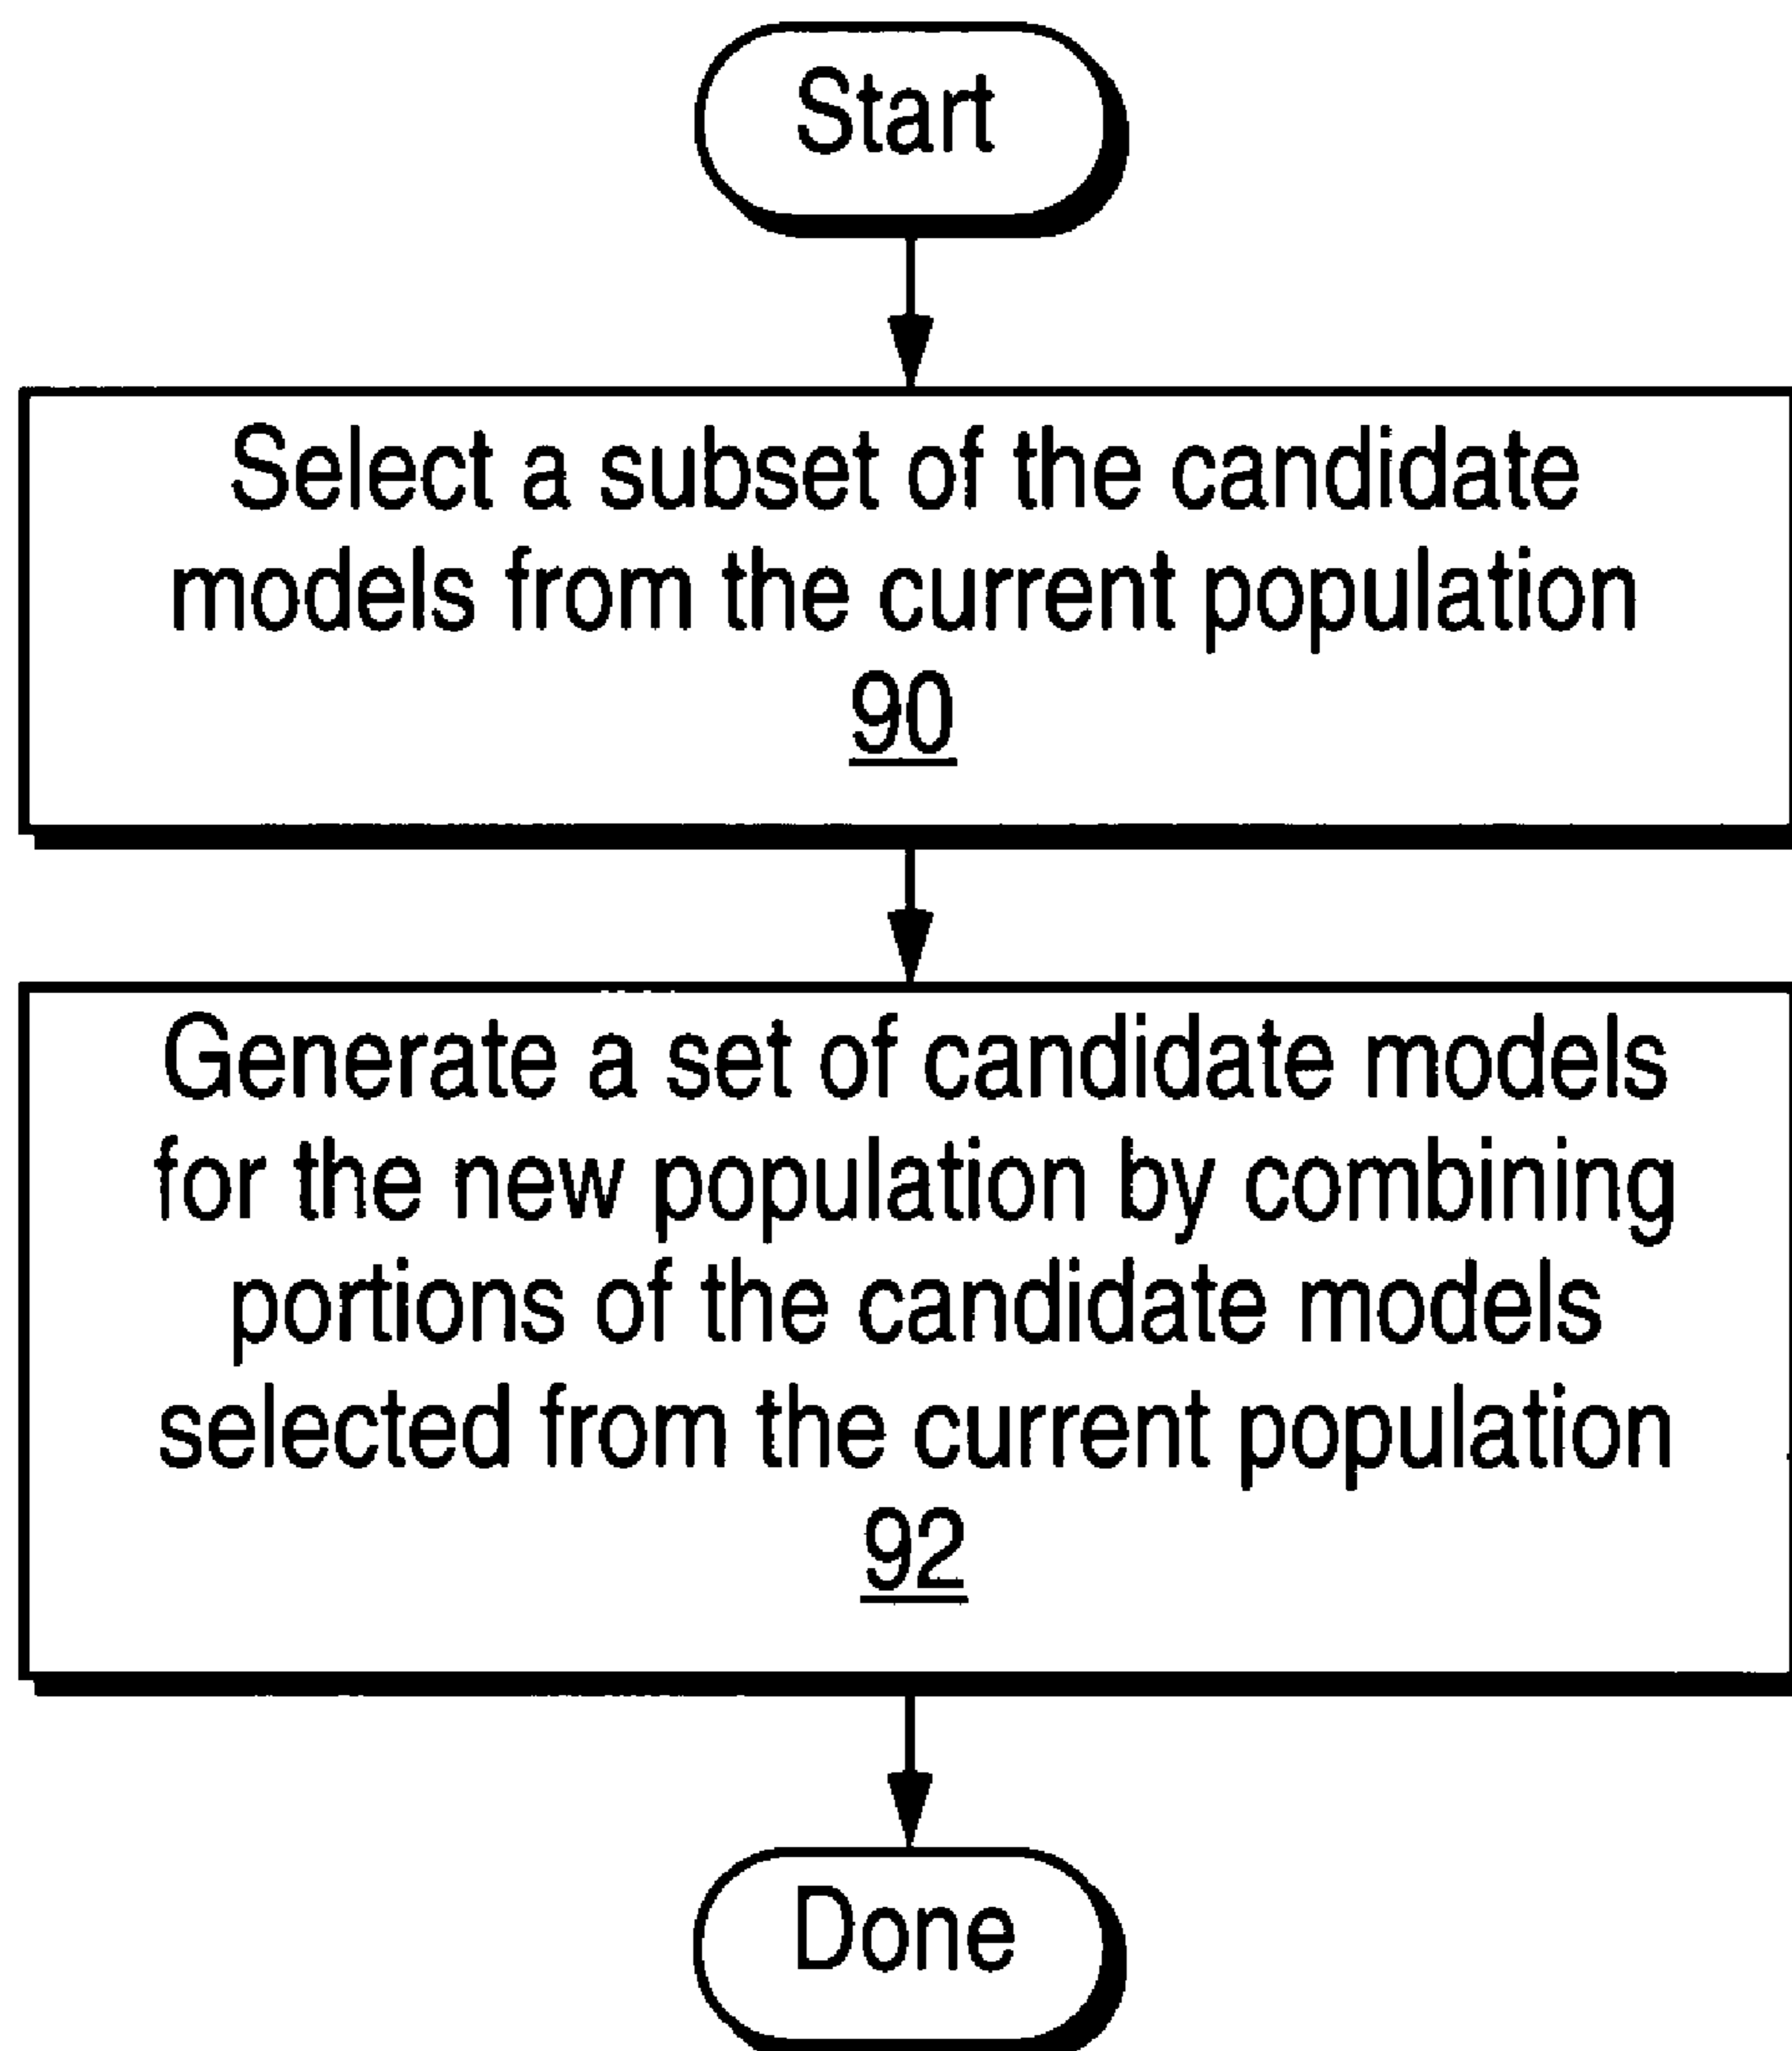 Start
Select a subset of the candidate
models from the current population
90
Generate a set of candidate models
for the new population by combining
portions of the candidate models
selected from the current population
92
Done